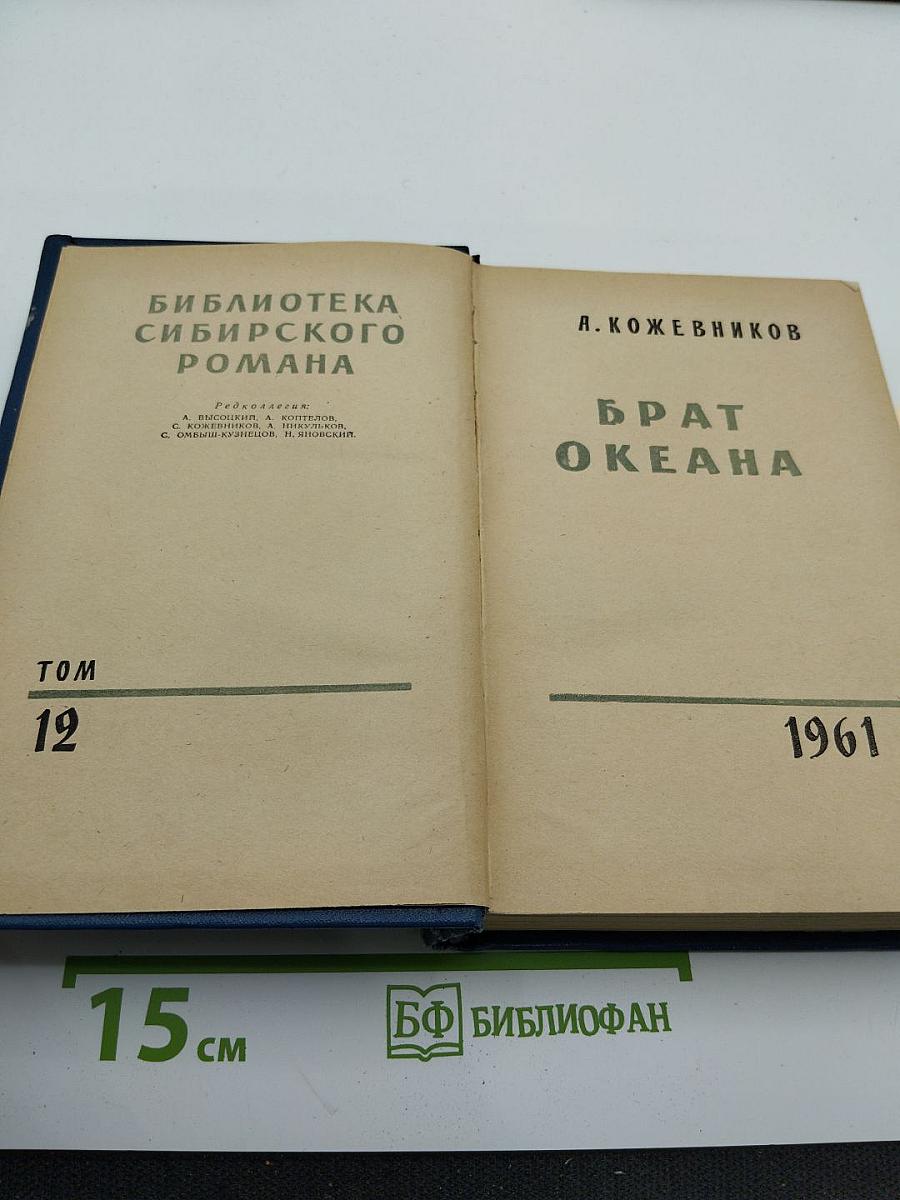 БИБЛИОТЕКА
СИБИРСКОГО
РОМАНА
Редколлегия:
А. ВЫСОЦКИЙ, А. КОПТЕЛОВ,
С. КОЖЕВНИКОВ, А. НИКУЛЬКОВ,
С. ОМБЫШ-КУЗНЕЦОВ, Н. ЯНОВСКИЙ.
ТОМ
12
А. КОЖЕВНИКОВ
БРАТ
ОКЕАНА
1961
15 см
БФ БИБЛИОФАН